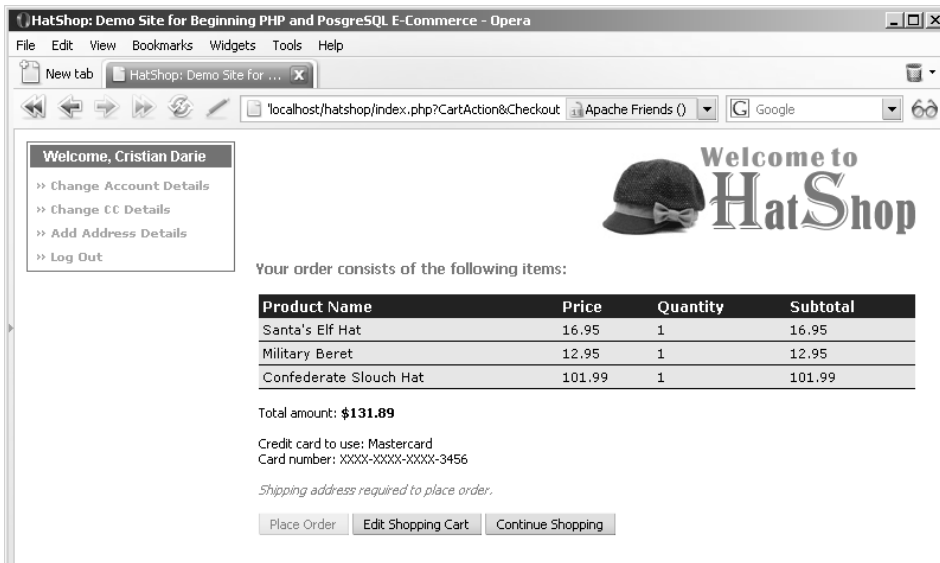 HatShop: Demo Site for Beginning PHP and PosgreSQL E-Commerce - Opera
File Edit View Bookmarks Widgets Tools Help
New tab HatShop: Demo Site for ... X
'localhost/hatshop/index.php?CartAction&Checkout Apache Friends () G Google
Welcome, Cristian Darie
›› Change Account Details
›› Change CC Details
›› Add Address Details
›› Log Out
Welcome to
HatShop
Your order consists of the following items:
Product Name Price Quantity Subtotal
Santa's Elf Hat 16.95 1 16.95
Military Beret 12.95 1 12.95
Confederate Slouch Hat 101.99 1 101.99
Total amount: $131.89
Credit card to use: Mastercard
Card number: XXXX-XXXX-XXXX-3456
Shipping address required to place order.
Place Order Edit Shopping Cart Continue Shopping